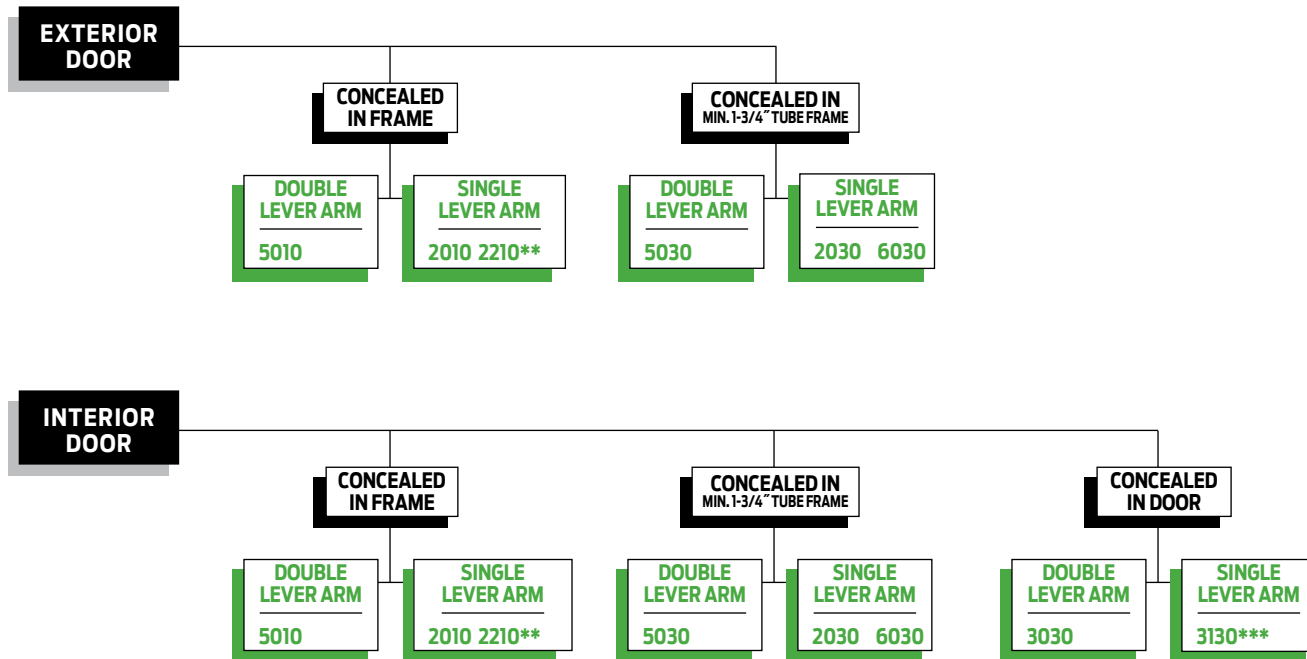 EXTERIOR
DOOR
CONCEALED
IN FRAME
CONCEALED IN
MIN. 1-3/4˝ TUBE FRAME
DOUBLE
LEVER ARM
5010
SINGLE
LEVER ARM
2010 2210**
DOUBLE
LEVER ARM
5030
SINGLE
LEVER ARM
2030 6030
INTERIOR
DOOR
CONCEALED
IN FRAME
CONCEALED IN
MIN. 1-3/4˝ TUBE FRAME
CONCEALED
IN DOOR
DOUBLE
LEVER ARM
5010
SINGLE
LEVER ARM
2010 2210**
DOUBLE
LEVER ARM
5030
SINGLE
LEVER ARM
2030 6030
DOUBLE
LEVER ARM
3030
SINGLE
LEVER ARM
3130***